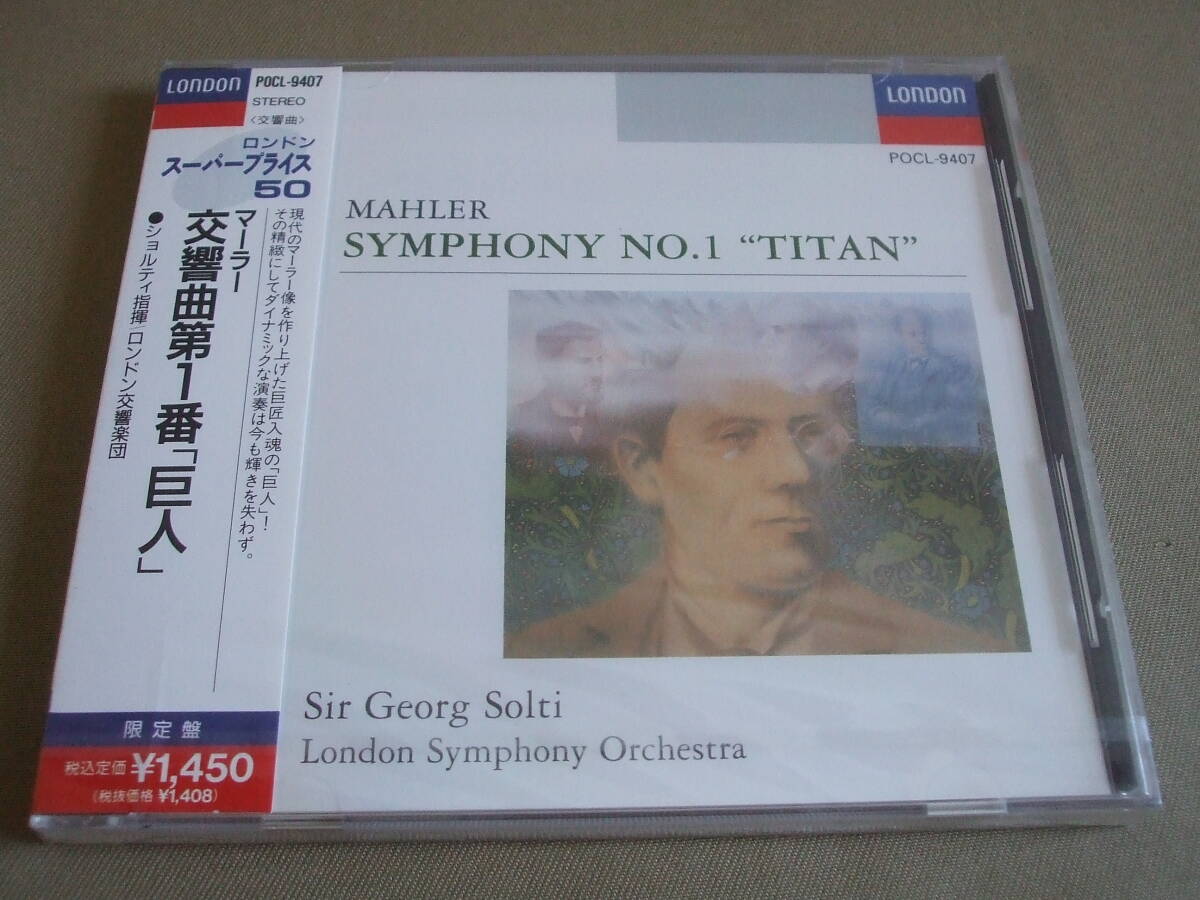 LONDON
POCL-9407
STEREO
〈交響曲〉
ロンドン
スーパープライス
50
現代のマーラー像を作り上げた巨匠入魂の「巨人」!
その精緻にしてダイナミックな演奏は今も輝きを失わず。
マーラー
交響曲第1番「巨人」
●ショルティ指揮/ロンドン交響楽団
限定盤
税込定価 ¥1,450
(税抜価格 ¥1,408)
LONDON
POCL-9407
MAHLER
SYMPHONY NO.1 “TITAN”
Sir Georg Solti
London Symphony Orchestra